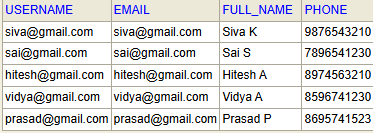 USERNAME EMAIL FULL_NAME PHONE
siva@gmail.com siva@gmail.com Siva K 9876543210
sai@gmail.com sai@gmail.com Sai S 7896541230
hitesh@gmail.com hitesh@gmail.com Hitesh A 8974563210
vidya@gmail.com vidya@gmail.com Vidya A 8596741230
prasad@gmail.com prasad@gmail.com Prasad P 8695741523